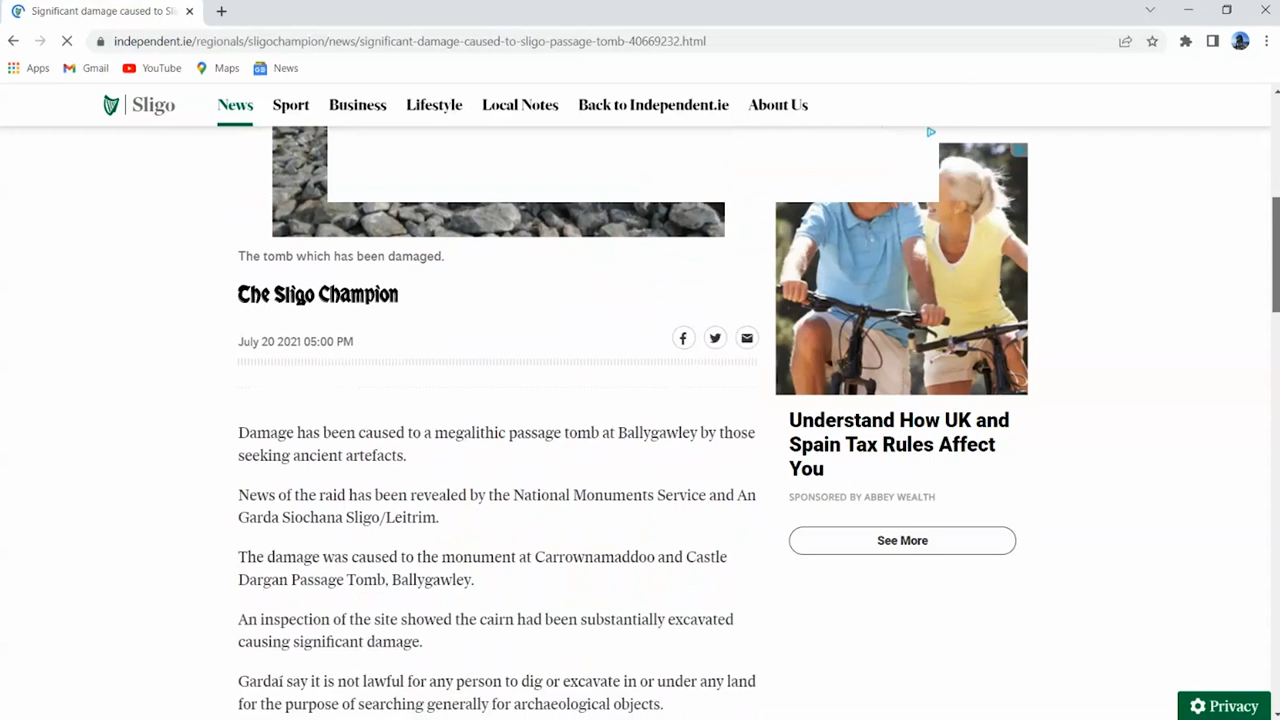 Significant damage caused to Sli
independent.ie/regionals/sligochampion/news/significant-damage-caused-to-sligo-passage-tomb-40669232.html
Apps Gmail YouTube Maps News
Sligo News Sport Business Lifestyle Local Notes Back to Independent.ie About Us
The tomb which has been damaged.
The Sligo Champion
July 20 2021 05:00 PM
Damage has been caused to a megalithic passage tomb at Ballygawley by those
seeking ancient artefacts.
News of the raid has been revealed by the National Monuments Service and An
Garda Siochana Sligo/Leitrim.
The damage was caused to the monument at Carrownamaddoo and Castle
Dargan Passage Tomb, Ballygawley.
An inspection of the site showed the cairn had been substantially excavated
causing significant damage.
Gardaí say it is not lawful for any person to dig or excavate in or under any land
for the purpose of searching generally for archaeological objects.
Understand How UK and
Spain Tax Rules Affect
You
SPONSORED BY ABBEY WEALTH
See More
Privacy